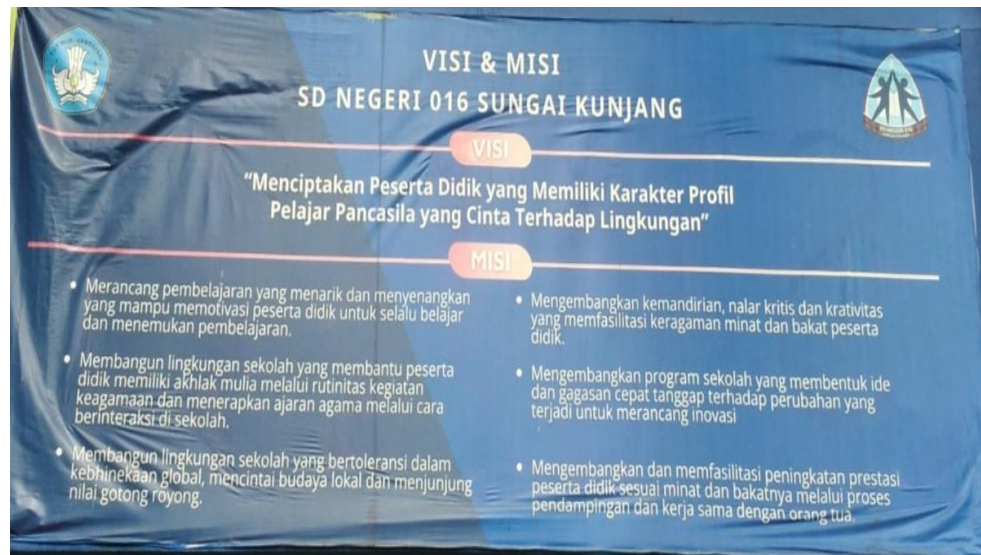 VISI & MISI
SD NEGERI 016 SUNGAI KUNJANG
VISI
“Menciptakan Peserta Didik yang Memiliki Karakter Profil
Pelajar Pancasila yang Cinta Terhadap Lingkungan”
MISI
• Merancang pembelajaran yang menarik dan menyenangkan
yang mampu memotivasi peserta didik untuk selalu belajar
dan menemukan pembelajaran.
• Membangun lingkungan sekolah yang membantu peserta
didik memiliki akhlak mulia melalui rutinitas kegiatan
keagamaan dan menerapkan ajaran agama melalui cara
berinteraksi di sekolah.
• Membangun lingkungan sekolah yang bertoleransi dalam
kebhinekaan global, mencintai budaya lokal dan menjunjung
nilai gotong royong.
• Mengembangkan kemandirian, nalar kritis dan krativitas
yang memfasilitasi keragaman minat dan bakat peserta
didik.
• Mengembangkan program sekolah yang membentuk ide
dan gagasan cepat tanggap terhadap perubahan yang
terjadi untuk merancang inovasi
• Mengembangkan dan memfasilitasi peningkatan prestasi
peserta didik sesuai minat dan bakatnya melalui proses
pendampingan dan kerja sama dengan orang tua.